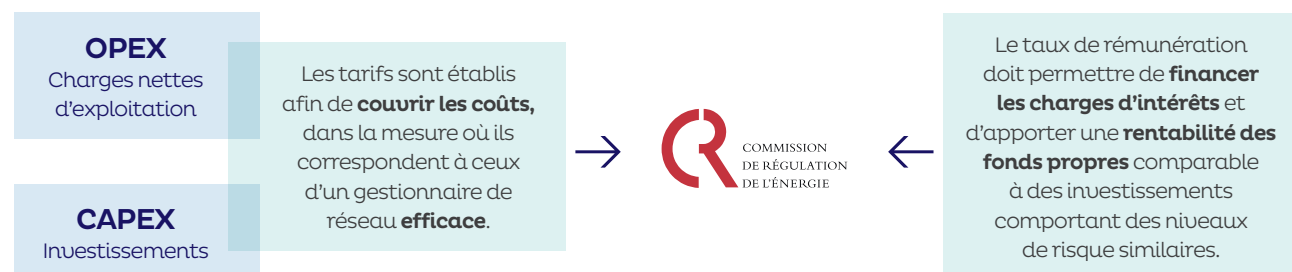 OPEX
Charges nettes
d'exploitation
CAPEX
Investissements
Les tarifs sont établis
afin de couvrir les coûts,
dans la mesure où ils
correspondent à ceux
d'un gestionnaire de
réseau efficace.
→
CR
COMMISSION
DE RÉGULATION
DE L'ÉNERGIE
←
Le taux de rémunération
doit permettre de financer
les charges d'intérêts et
d'apporter une rentabilité des
fonds propres comparable
à des investissements
comportant des niveaux
de risque similaires.